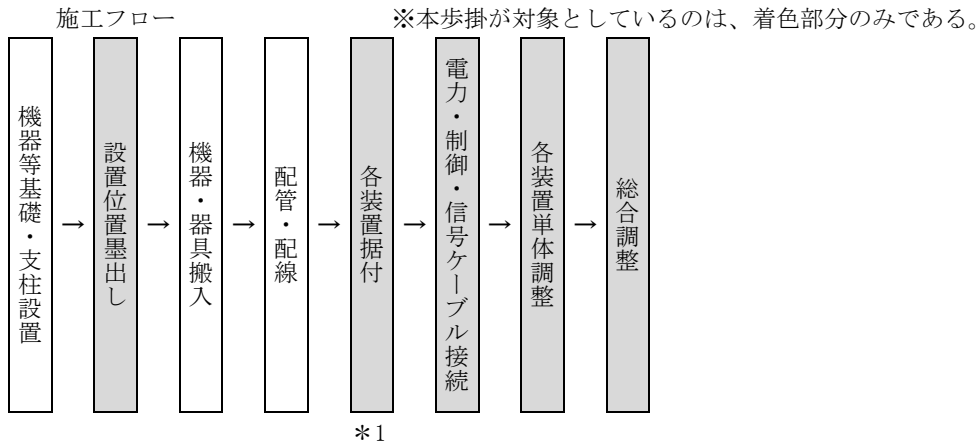 施工フロー
※本歩掛が対象としているのは、着色部分のみである。
機器等基礎・支柱設置
→
設置位置墨出し
→
機器・器具搬入
→
配管・配線
→
各装置据付
→
電力・制御・信号ケーブル接続
→
各装置単体調整
→
総合調整
＊1